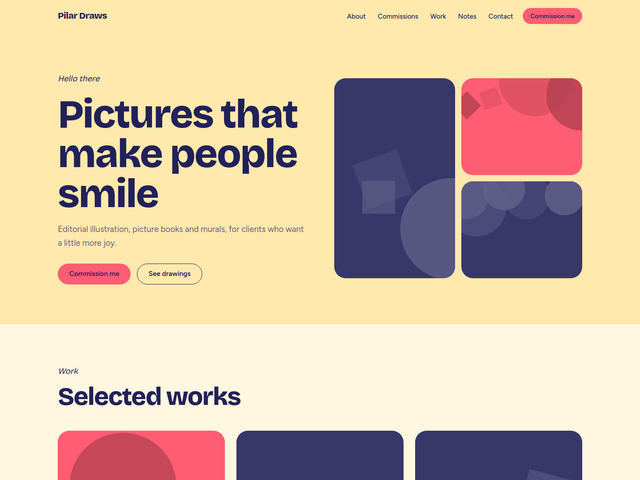 Pilar Draws
About Commissions Work Notes Contact Commission me
Hello there
Pictures that
make people
smile
Editorial illustration, picture books and murals, for clients who want
a little more joy.
Commission me See drawings
Work
Selected works